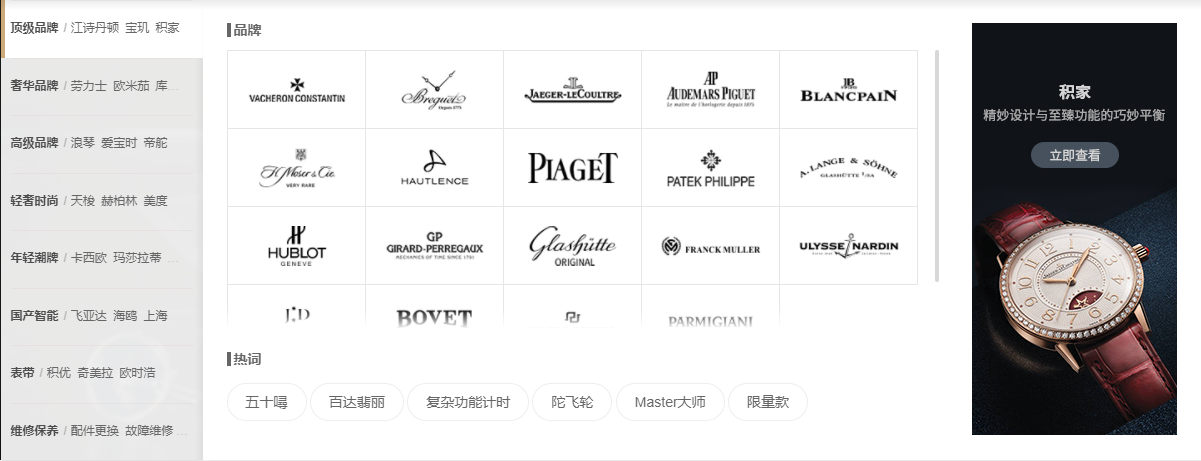 顶级品牌 / 江诗丹顿 宝玑 积家
奢华品牌 / 劳力士 欧米茄 库...
高级品牌 / 浪琴 爱宝时 帝舵
轻奢时尚 / 天梭 赫柏林 美度
年轻潮牌 / 卡西欧 玛莎拉蒂 ...
国产智能 / 飞亚达 海鸥 上海
表带 / 积优 奇美拉 欧时浩
维修保养 / 配件更换 故障维修 ...
品牌
VACHERON CONSTANTIN
Breguet
Depuis 1775
JAEGER-LECOULTRE
AP
AUDEMARS PIGUET
Le maître de l'horlogerie depuis 1875
JB
1735
BLANCPAIN
H. Moser & Cie.
VERY RARE
HAUTLENCE
PIAGET
PATEK PHILIPPE
A. LANGE & SÖHNE
GLASHÜTTE I/SA
HUBLOT
GENEVE
GP
GIRARD-PERREGAUX
MECHANICS OF TIME SINCE 1791
Glashütte
ORIGINAL
FRANCK MULLER
ULYSSE NARDIN
BOVET
PARMIGIANI
热词
五十噚
百达翡丽
复杂功能计时
陀飞轮
Master大师
限量款
积家
精妙设计与至臻功能的巧妙平衡
立即查看
JAEGER-LECOULTRE